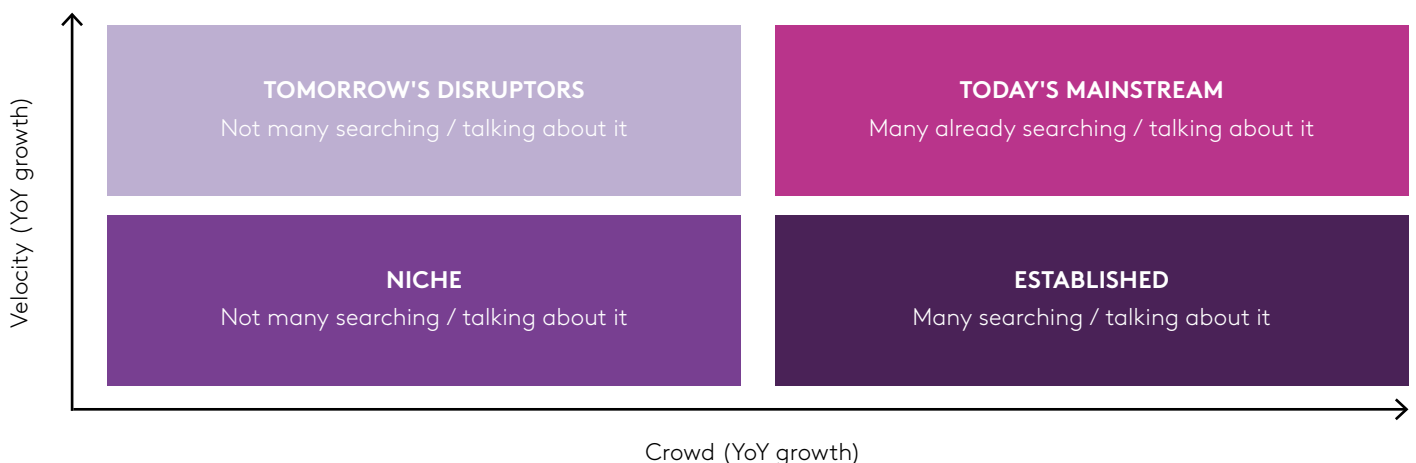 Velocity (YoY growth)
TOMORROW'S DISRUPTORS
Not many searching / talking about it
TODAY'S MAINSTREAM
Many already searching / talking about it
NICHE
Not many searching / talking about it
ESTABLISHED
Many searching / talking about it
Crowd (YoY growth)